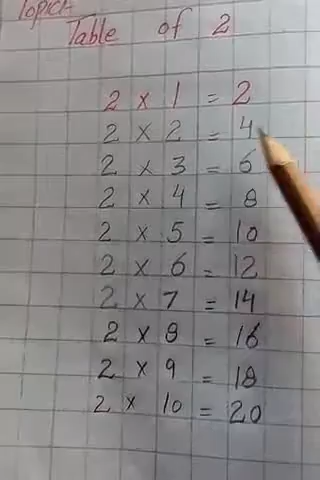 Topic:
Table of 2
2 × 1 = 2
2 × 2 = 4
2 × 3 = 6
2 × 4 = 8
2 × 5 = 10
2 × 6 = 12
2 × 7 = 14
2 × 8 = 16
2 × 9 = 18
2 × 10 = 20